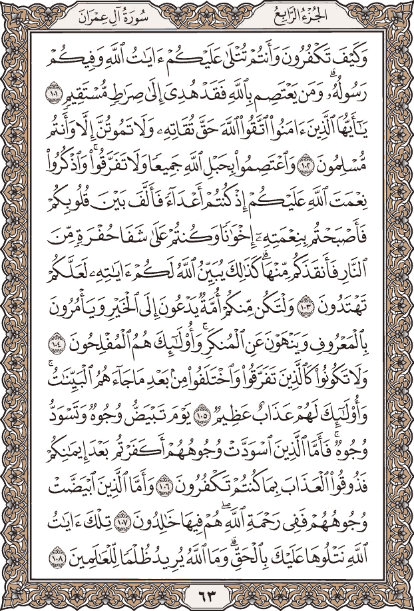 الجزء الرابع
سورة آل عمران
وَكَيْفَ تَكْفُرُونَ وَأَنتُمْ تُتْلَىٰ عَلَيْكُمْ ءَايَٰتُ ٱللَّهِ وَفِيكُمْ
رَسُولُهُۥ ۗ وَمَن يَعْتَصِم بِٱللَّهِ فَقَدْ هُدِىَ إِلَىٰ صِرَٰطٍ مُّسْتَقِيمٍ ١٠١
يَٰٓأَيُّهَا ٱلَّذِينَ ءَامَنُوا۟ ٱتَّقُوا۟ ٱللَّهَ حَقَّ تُقَاتِهِۦ وَلَا تَمُوتُنَّ إِلَّا وَأَنتُم
مُّسْلِمُونَ ١٠٢ وَٱعْتَصِمُوا۟ بِحَبْلِ ٱللَّهِ جَمِيعًا وَلَا تَفَرَّقُوا۟ ۚ وَٱذْكُرُوا۟
نِعْمَتَ ٱللَّهِ عَلَيْكُمْ إِذْ كُنتُمْ أَعْدَآءً فَأَلَّفَ بَيْنَ قُلُوبِكُمْ
فَأَصْبَحْتُم بِنِعْمَتِهِۦٓ إِخْوَٰنًا وَكُنتُمْ عَلَىٰ شَفَا حُفْرَةٍ مِّنَ
ٱلنَّارِ فَأَنقَذَكُم مِّنْهَا ۗ كَذَٰلِكَ يُبَيِّنُ ٱللَّهُ لَكُمْ ءَايَٰتِهِۦ لَعَلَّكُمْ
تَهْتَدُونَ ١٠٣ وَلْتَكُن مِّنكُمْ أُمَّةٌ يَدْعُونَ إِلَى ٱلْخَيْرِ وَيَأْمُرُونَ
بِٱلْمَعْرُوفِ وَيَنْهَوْنَ عَنِ ٱلْمُنكَرِ ۚ وَأُو۟لَٰٓئِكَ هُمُ ٱلْمُفْلِحُونَ ١٠٤
وَلَا تَكُونُوا۟ كَٱلَّذِينَ تَفَرَّقُوا۟ وَٱخْتَلَفُوا۟ مِنۢ بَعْدِ مَا جَآءَهُمُ ٱلْبَيِّنَٰتُ ۚ
وَأُو۟لَٰٓئِكَ لَهُمْ عَذَابٌ عَظِيمٌ ١٠٥ يَوْمَ تَبْيَضُّ وُجُوهٌ وَتَسْوَدُّ
وُجُوهٌ ۚ فَأَمَّا ٱلَّذِينَ ٱسْوَدَّتْ وُجُوهُهُمْ أَكَفَرْتُم بَعْدَ إِيمَٰنِكُمْ
فَذُوقُوا۟ ٱلْعَذَابَ بِمَا كُنتُمْ تَكْفُرُونَ ١٠٦ وَأَمَّا ٱلَّذِينَ ٱبْيَضَّتْ
وُجُوهُهُمْ فَفِى رَحْمَةِ ٱللَّهِ هُمْ فِيهَا خَٰلِدُونَ ١٠٧ تِلْكَ ءَايَٰتُ
ٱللَّهِ نَتْلُوهَا عَلَيْكَ بِٱلْحَقِّ ۗ وَمَا ٱللَّهُ يُرِيدُ ظُلْمًا لِّلْعَٰلَمِينَ ١٠٨
٦٣